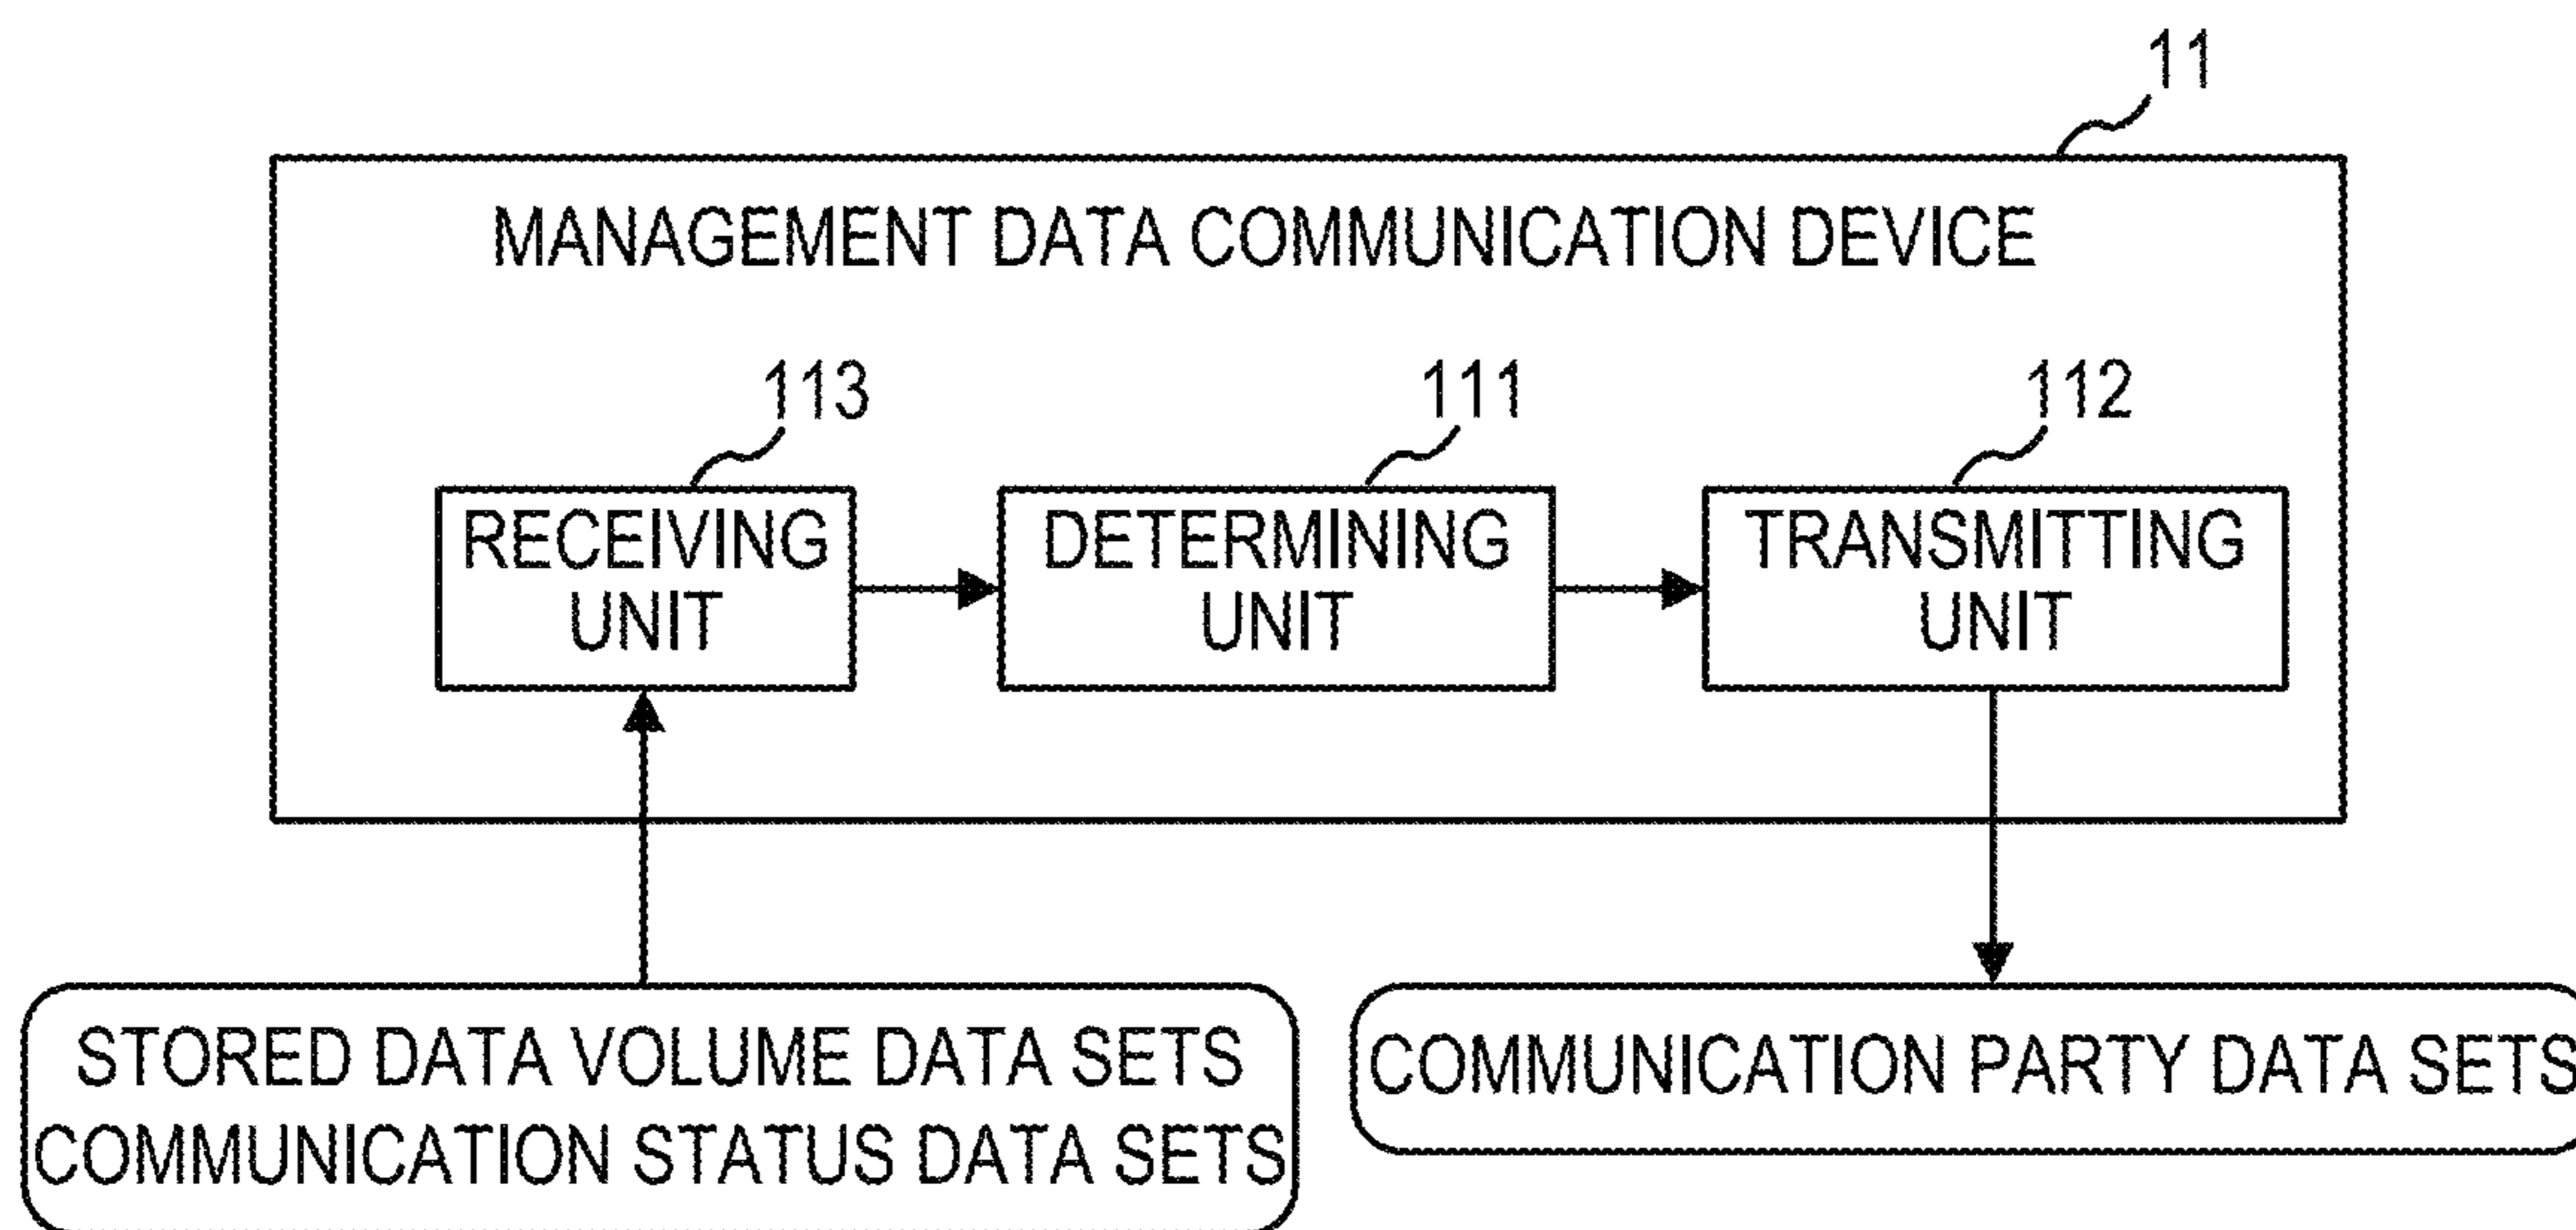 11
MANAGEMENT DATA COMMUNICATION DEVICE
113
111
112
RECEIVING
UNIT
DETERMINING
UNIT
TRANSMITTING
UNIT
STORED DATA VOLUME DATA SETS
COMMUNICATION STATUS DATA SETS
COMMUNICATION PARTY DATA SETS